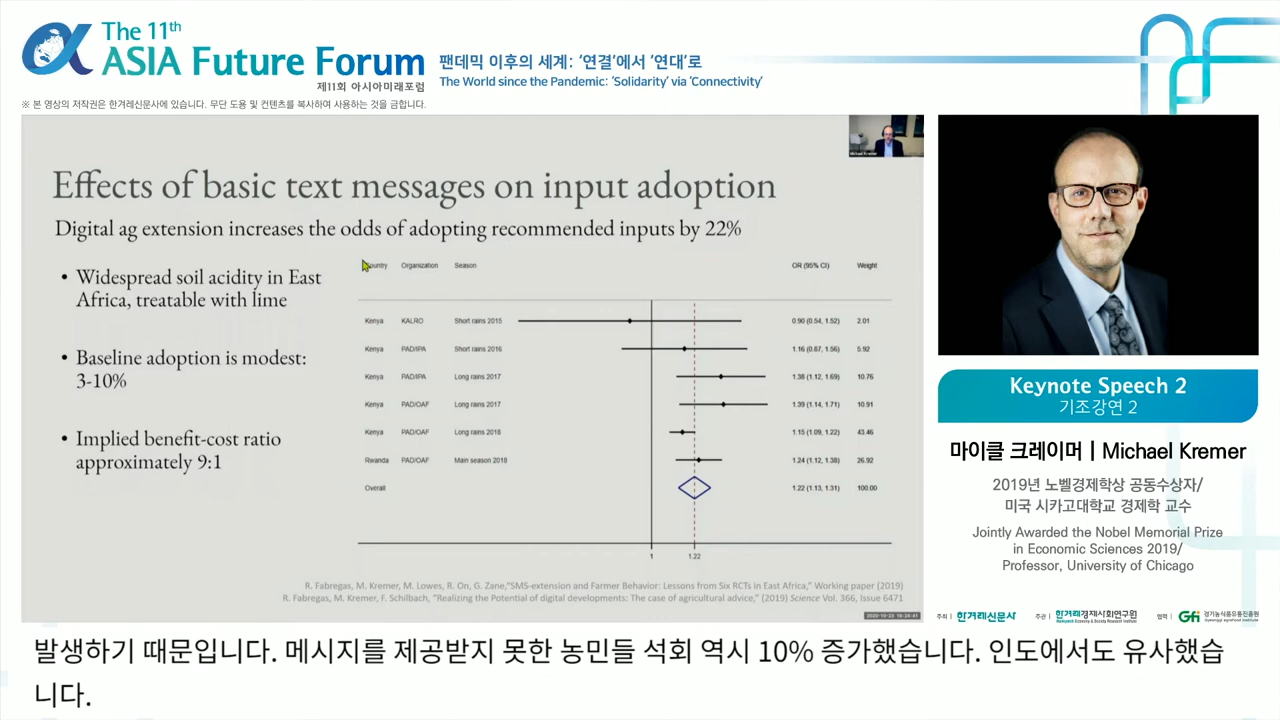 The 11th
ASIA Future Forum
제11회 아시아미래포럼
팬데믹 이후의 세계: ‘연결’에서 ‘연대’로
The World since the Pandemic: ‘Solidarity’ via ‘Connectivity’
※ 본 영상의 저작권은 한겨레신문사에 있습니다. 무단 도용 및 컨텐츠를 복사하여 사용하는 것을 금합니다.
Michael Kremer
Effects of basic text messages on input adoption
Digital ag extension increases the odds of adopting recommended inputs by 22%
• Widespread soil acidity in East
Africa, treatable with lime
• Baseline adoption is modest:
3-10%
• Implied benefit-cost ratio
approximately 9:1
Country Organization Season OR (95% CI) Weight
Kenya KALRO Short rains 2015 0.90 (0.54, 1.52) 2.01
Kenya PAD/IPA Short rains 2016 1.16 (0.87, 1.56) 5.92
Kenya PAD/IPA Long rains 2017 1.38 (1.12, 1.69) 10.76
Kenya PAD/OAF Long rains 2017 1.39 (1.14, 1.71) 10.91
Kenya PAD/OAF Long rains 2018 1.15 (1.09, 1.22) 43.46
Rwanda PAD/OAF Main season 2018 1.24 (1.12, 1.38) 26.92
Overall 1.22 (1.13, 1.31) 100.00
1 1.22
R. Fabregas, M. Kremer, M. Lowes, R. On, G. Zane,"SMS-extension and Farmer Behavior: Lessons from Six RCTs in East Africa," Working paper (2019)
R. Fabregas, M. Kremer, F. Schilbach, "Realizing the Potential of digital developments: The case of agricultural advice," (2019) Science Vol. 366, Issue 6471
Keynote Speech 2
기조강연 2
마이클 크레이머 | Michael Kremer
2019년 노벨경제학상 공동수상자/
미국 시카고대학교 경제학 교수
Jointly Awarded the Nobel Memorial Prize
in Economic Sciences 2019/
Professor, University of Chicago
주최 | 한겨레신문사 주관 | 한겨레경제사회연구원 협력 | Gfi 경기농식품유통진흥원
발생하기 때문입니다. 메시지를 제공받지 못한 농민들 석회 역시 10% 증가했습니다. 인도에서도 유사했습
니다.